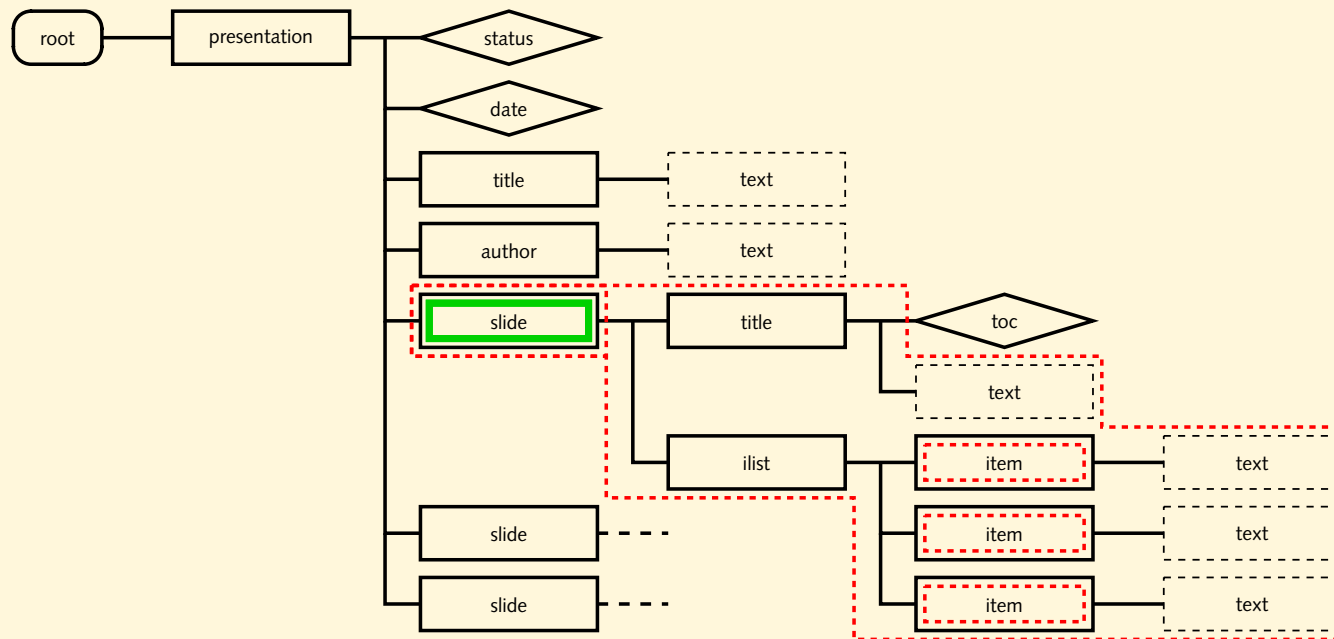 root presentation status
date
title text
author text
slide title toc
text
ilist item text
slide item text
slide item text